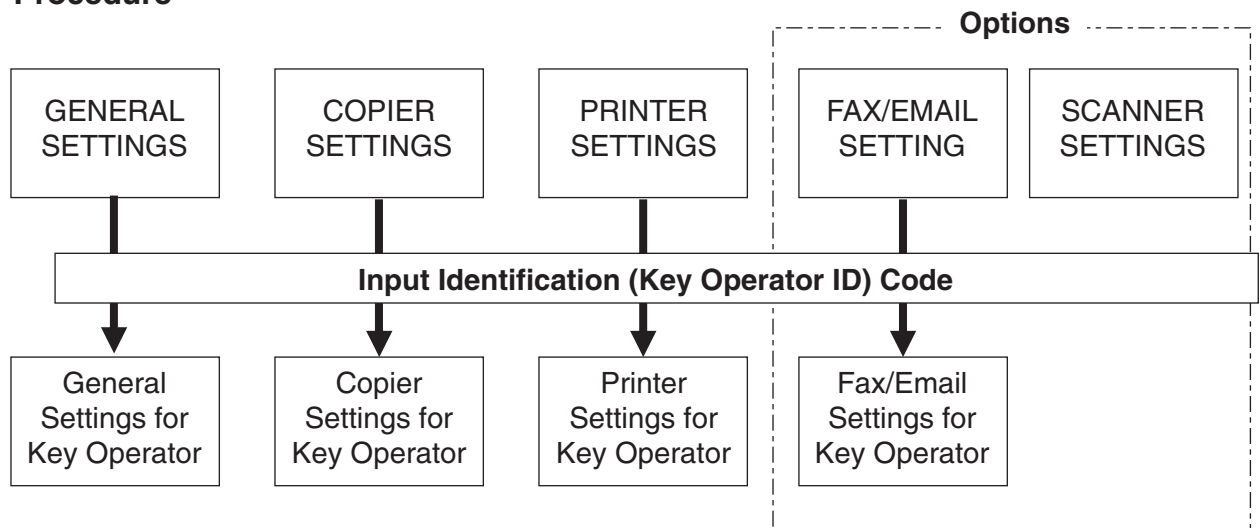 Procedure
Options
GENERAL
SETTINGS
COPIER
SETTINGS
PRINTER
SETTINGS
FAX/EMAIL
SETTING
SCANNER
SETTINGS
Input Identification (Key Operator ID) Code
General
Settings for
Key Operator
Copier
Settings for
Key Operator
Printer
Settings for
Key Operator
Fax/Email
Settings for
Key Operator